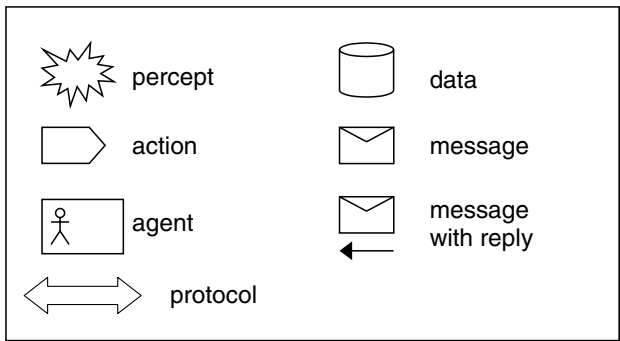 percept
data
action
message
agent
message
with reply
protocol